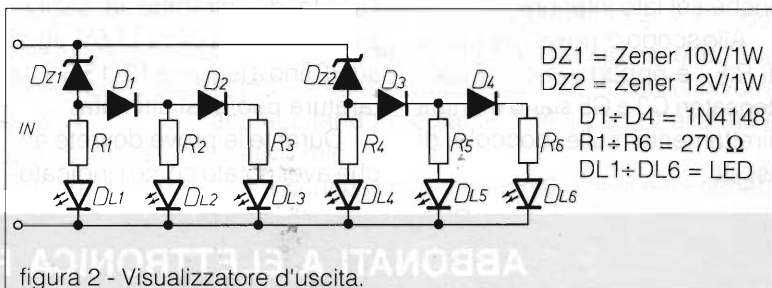 DZ1
D1
D2
DZ2
D3
D4
IN
R1
R2
R3
R4
R5
R6
DL1
DL2
DL3
DL4
DL5
DL6
DZ1 = Zener 10V/1W
DZ2 = Zener 12V/1W
D1÷D4 = 1N4148
R1÷R6 = 270 Ω
DL1÷DL6 = LED
figura 2 - Visualizzatore d'uscita.
ABBONATI A ELETTRONICA